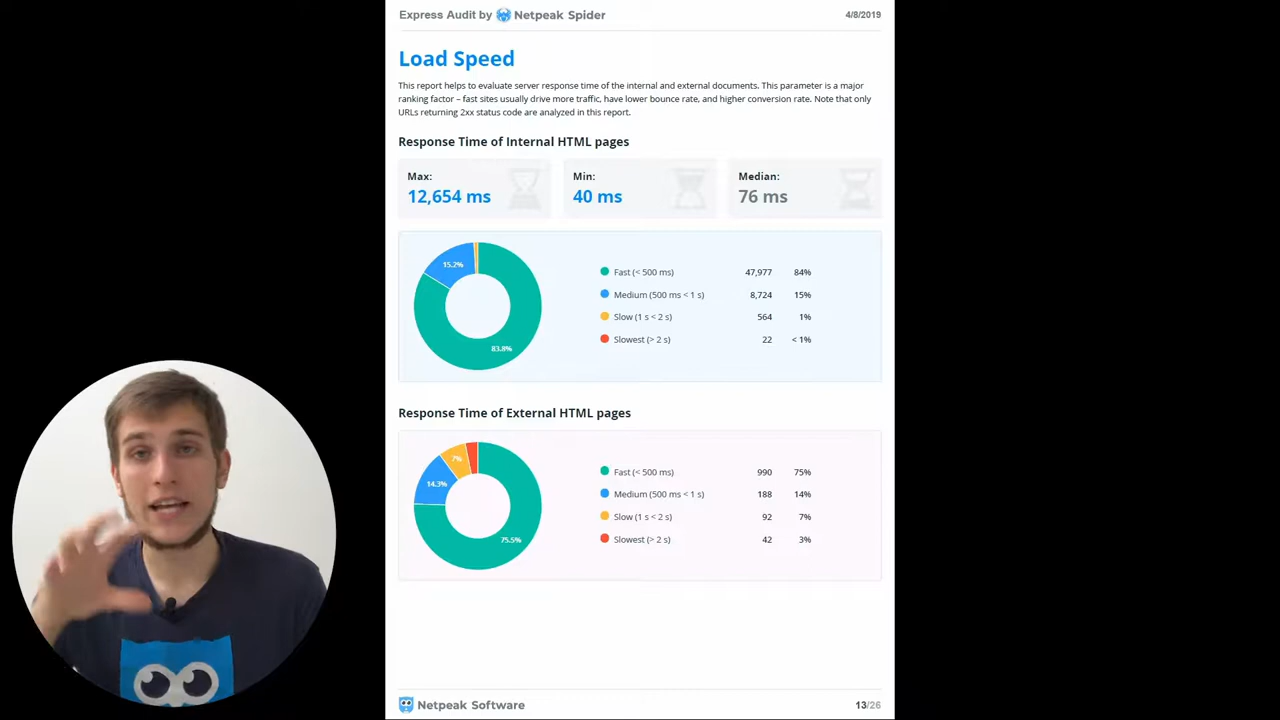 Express Audit by Netpeak Spider 4/8/2019
Load Speed
This report helps to evaluate server response time of the internal and external documents. This parameter is a major
ranking factor – fast sites usually drive more traffic, have lower bounce rate, and higher conversion rate. Note that only
URLs returning 2xx status code are analyzed in this report.
Response Time of Internal HTML pages
Max: Min: Median:
12,654 ms 40 ms 76 ms
15.2%
83.8%
Fast (< 500 ms) 47,977 84%
Medium (500 ms < 1 s) 8,724 15%
Slow (1 s < 2 s) 564 1%
Slowest (> 2 s) 22 < 1%
Response Time of External HTML pages
7%
14.3%
75.5%
Fast (< 500 ms) 990 75%
Medium (500 ms < 1 s) 188 14%
Slow (1 s < 2 s) 92 7%
Slowest (> 2 s) 42 3%
Netpeak Software 13/26